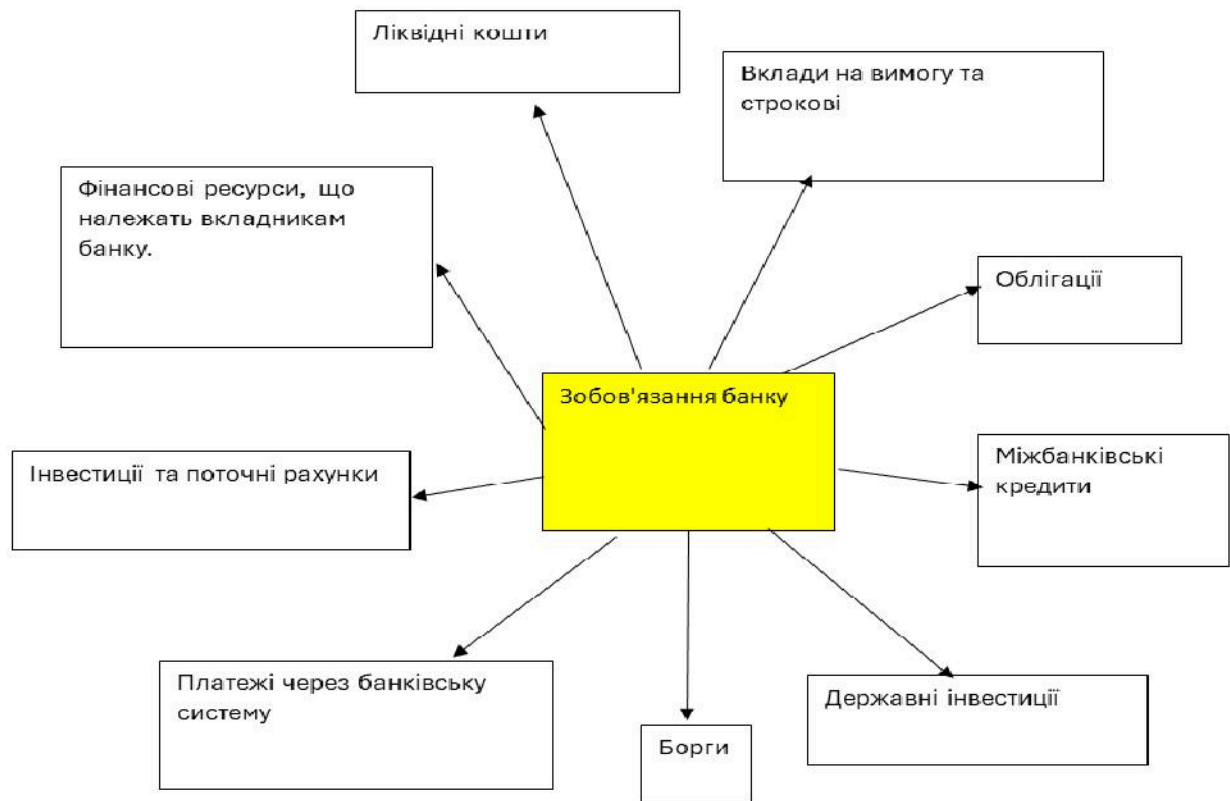 Ліквідні кошти
Вклади на вимогу та
строкові
Фінансові ресурси, що
належать вкладникам
банку.
Облігації
Зобов'язання банку
Міжбанківські
кредити
Інвестиції та поточні рахунки
Платежі через банківську
систему
Державні інвестиції
Борги